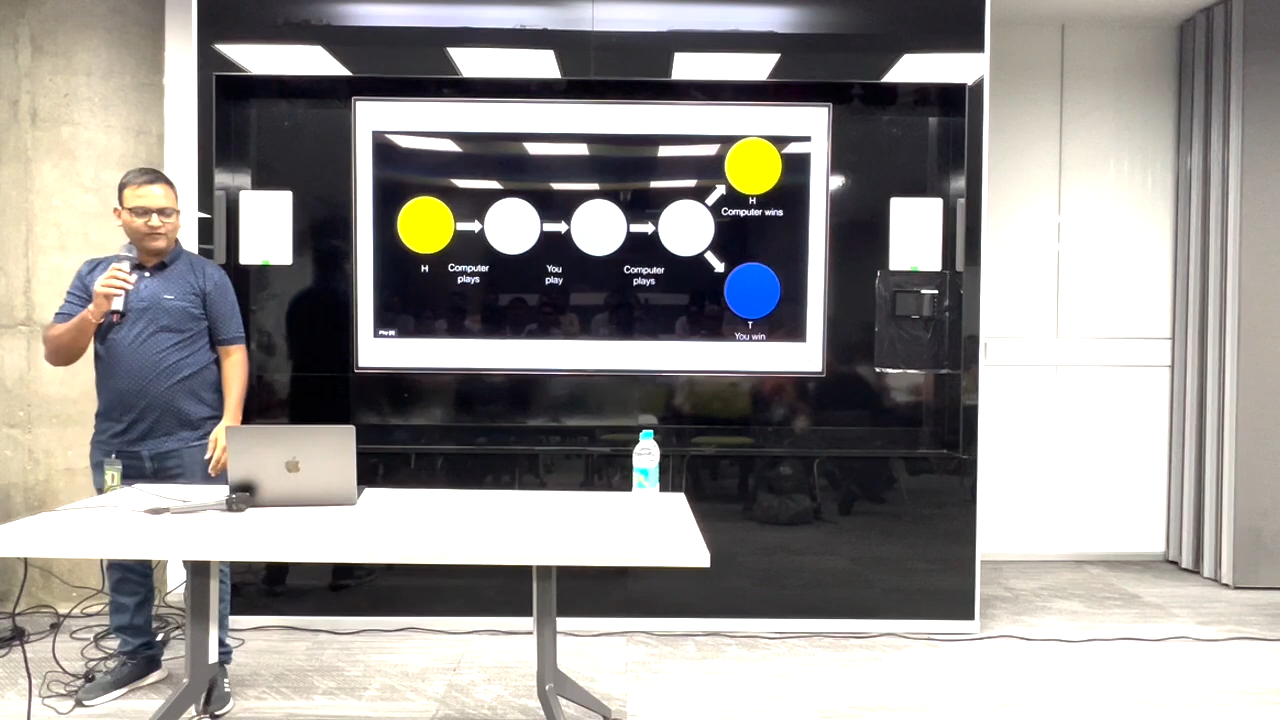 H
Computer wins
H
Computer
plays
You
play
Computer
plays
T
You win